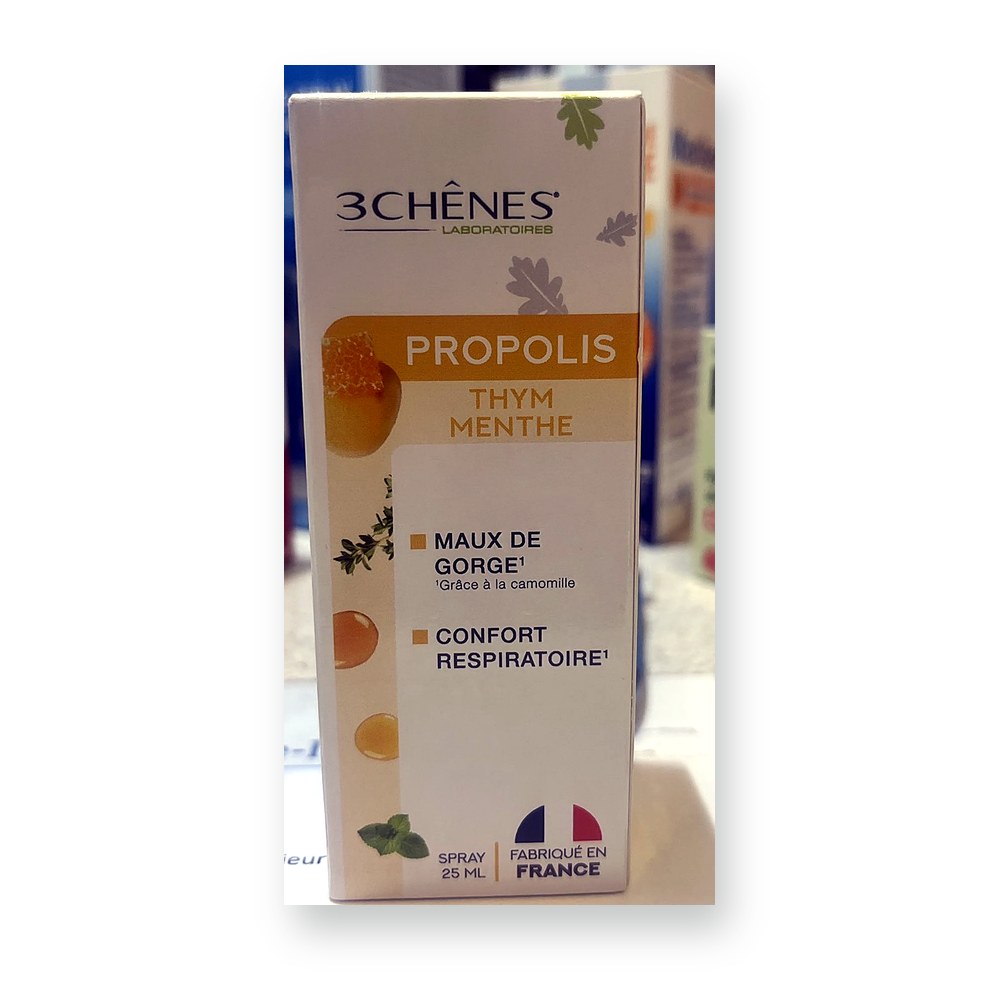 3CHÊNES
LABORATOIRES
PROPOLIS
THYM
MENTHE
MAUX DE
GORGE¹
¹Grâce à la camomille
CONFORT
RESPIRATOIRE¹
SPRAY
25 ML
FABRIQUÉ EN
FRANCE
ieur